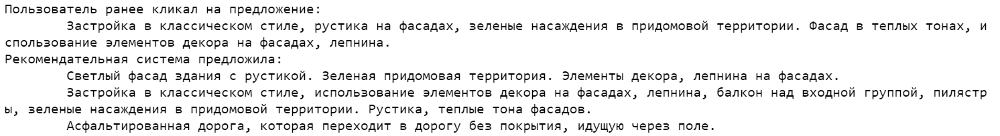 Пользователь ранее кликал на предложение:
Застройка в классическом стиле, рустика на фасадах, зеленые насаждения в придомовой территории. Фасад в теплых тонах, и
спользование элементов декора на фасадах, лепнина.
Рекомендательная система предложила:
Светлый фасад здания с рустикой. Зеленая придомовая территория. Элементы декора, лепнина на фасадах.
Застройка в классическом стиле, использование элементов декора на фасадах, лепнина, балкон над входной группой, пилястр
ы, зеленые насаждения в придомовой территории. Рустика, теплые тона фасадов.
Асфальтированная дорога, которая переходит в дорогу без покрытия, идущую через поле.